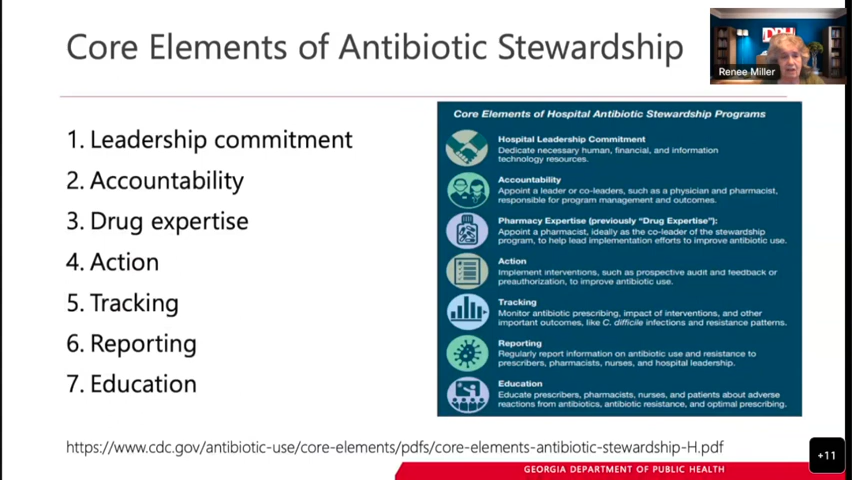 Core Elements of Antibiotic Stewardship
DPH
Renee Miller
1. Leadership commitment
2. Accountability
3. Drug expertise
4. Action
5. Tracking
6. Reporting
7. Education
Core Elements of Hospital Antibiotic Stewardship Programs
Hospital Leadership Commitment
Dedicate necessary human, financial, and information
technology resources.
Accountability
Appoint a leader or co-leaders, such as a physician and pharmacist,
responsible for program management and outcomes.
Pharmacy Expertise (previously “Drug Expertise”):
Appoint a pharmacist, ideally as the co-leader of the stewardship
program, to help lead implementation efforts to improve antibiotic use.
Action
Implement interventions, such as prospective audit and feedback or
preauthorization, to improve antibiotic use.
Tracking
Monitor antibiotic prescribing, impact of interventions, and other
important outcomes, like C. difficile infections and resistance patterns.
Reporting
Regularly report information on antibiotic use and resistance to
prescribers, pharmacists, nurses, and hospital leadership.
Education
Educate prescribers, pharmacists, nurses, and patients about adverse
reactions from antibiotics, antibiotic resistance, and optimal prescribing.
https://www.cdc.gov/antibiotic-use/core-elements/pdfs/core-elements-antibiotic-stewardship-H.pdf
+11
GEORGIA DEPARTMENT OF PUBLIC HEALTH